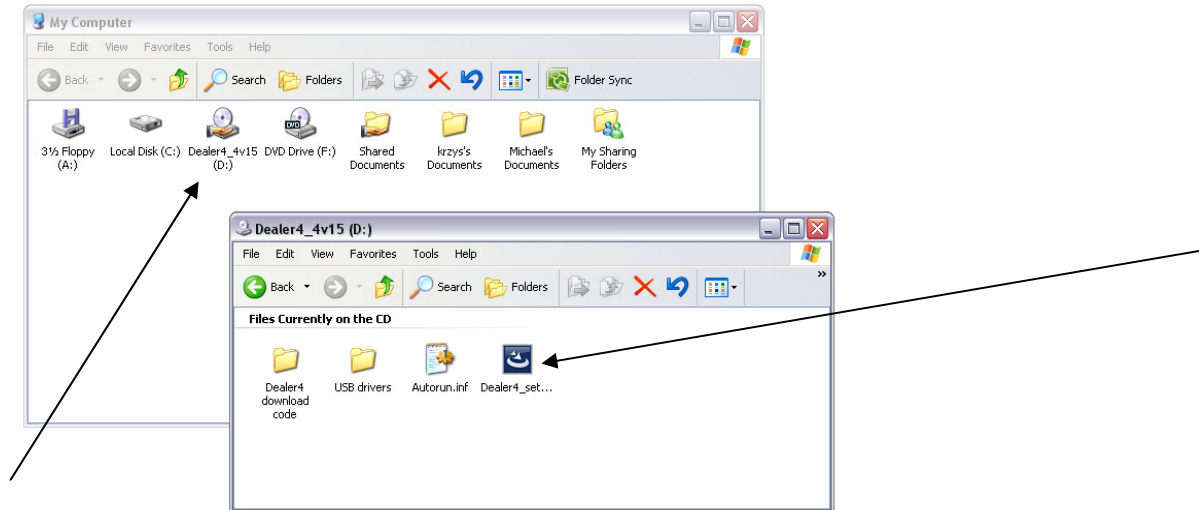 My Computer
File Edit View Favorites Tools Help
Back Search Folders Folder Sync
3½ Floppy (A:)
Local Disk (C:)
Dealer4_4v15 (D:)
DVD Drive (F:)
Shared Documents
krzys's Documents
Michael's Documents
My Sharing Folders
Dealer4_4v15 (D:)
File Edit View Favorites Tools Help
Back Search Folders »
Files Currently on the CD
Dealer4 download code
USB drivers
Autorun.inf
Dealer4_set...